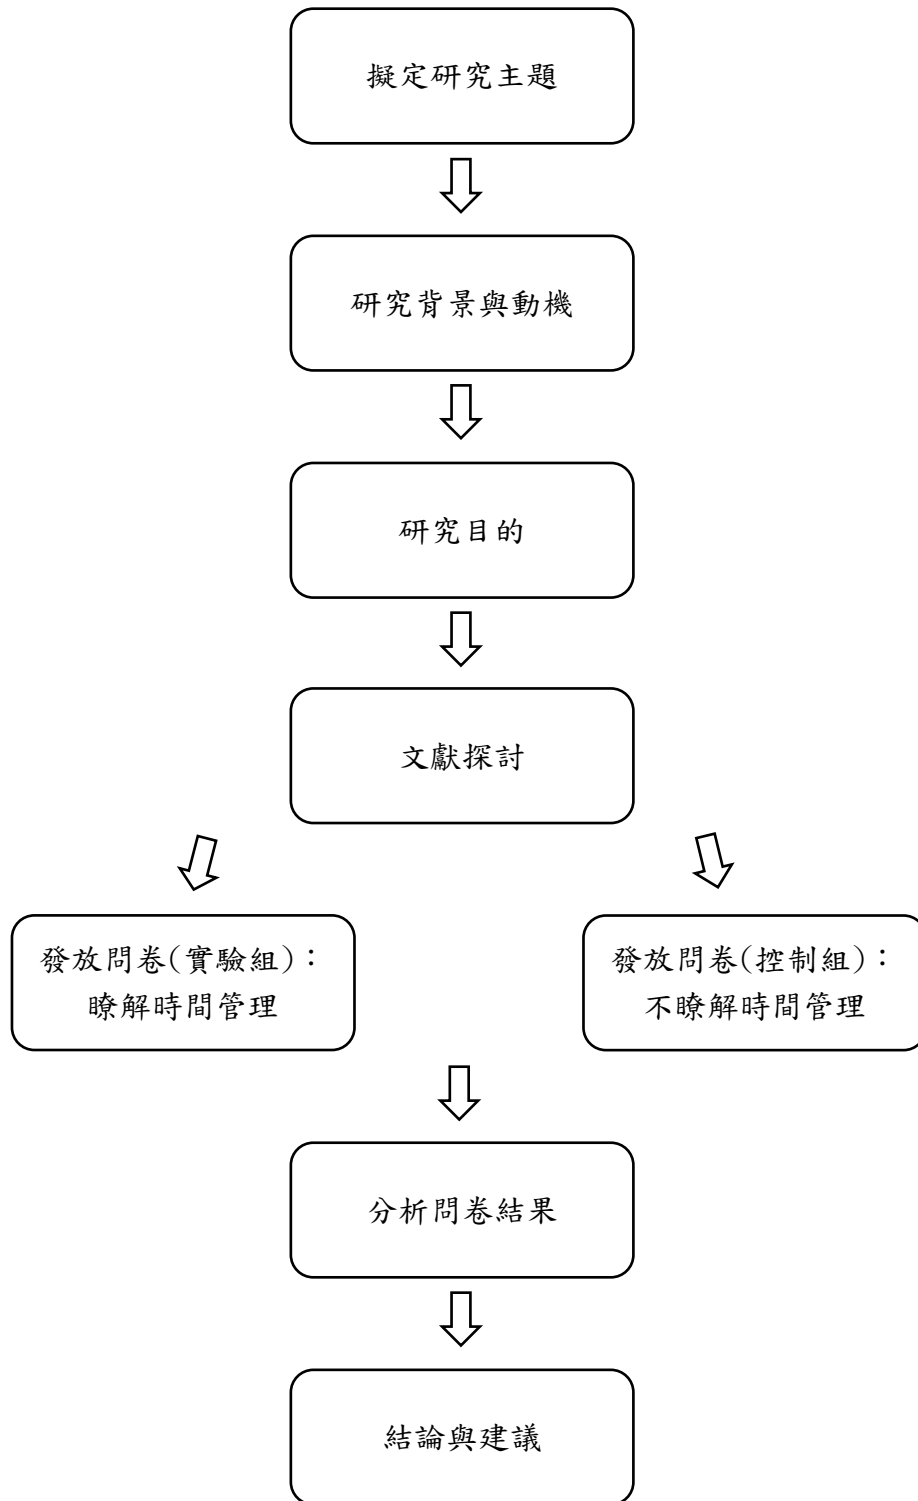 擬定研究主題
研究背景與動機
研究目的
文獻探討
發放問卷(實驗組)：
瞭解時間管理
發放問卷(控制組)：
不瞭解時間管理
分析問卷結果
結論與建議